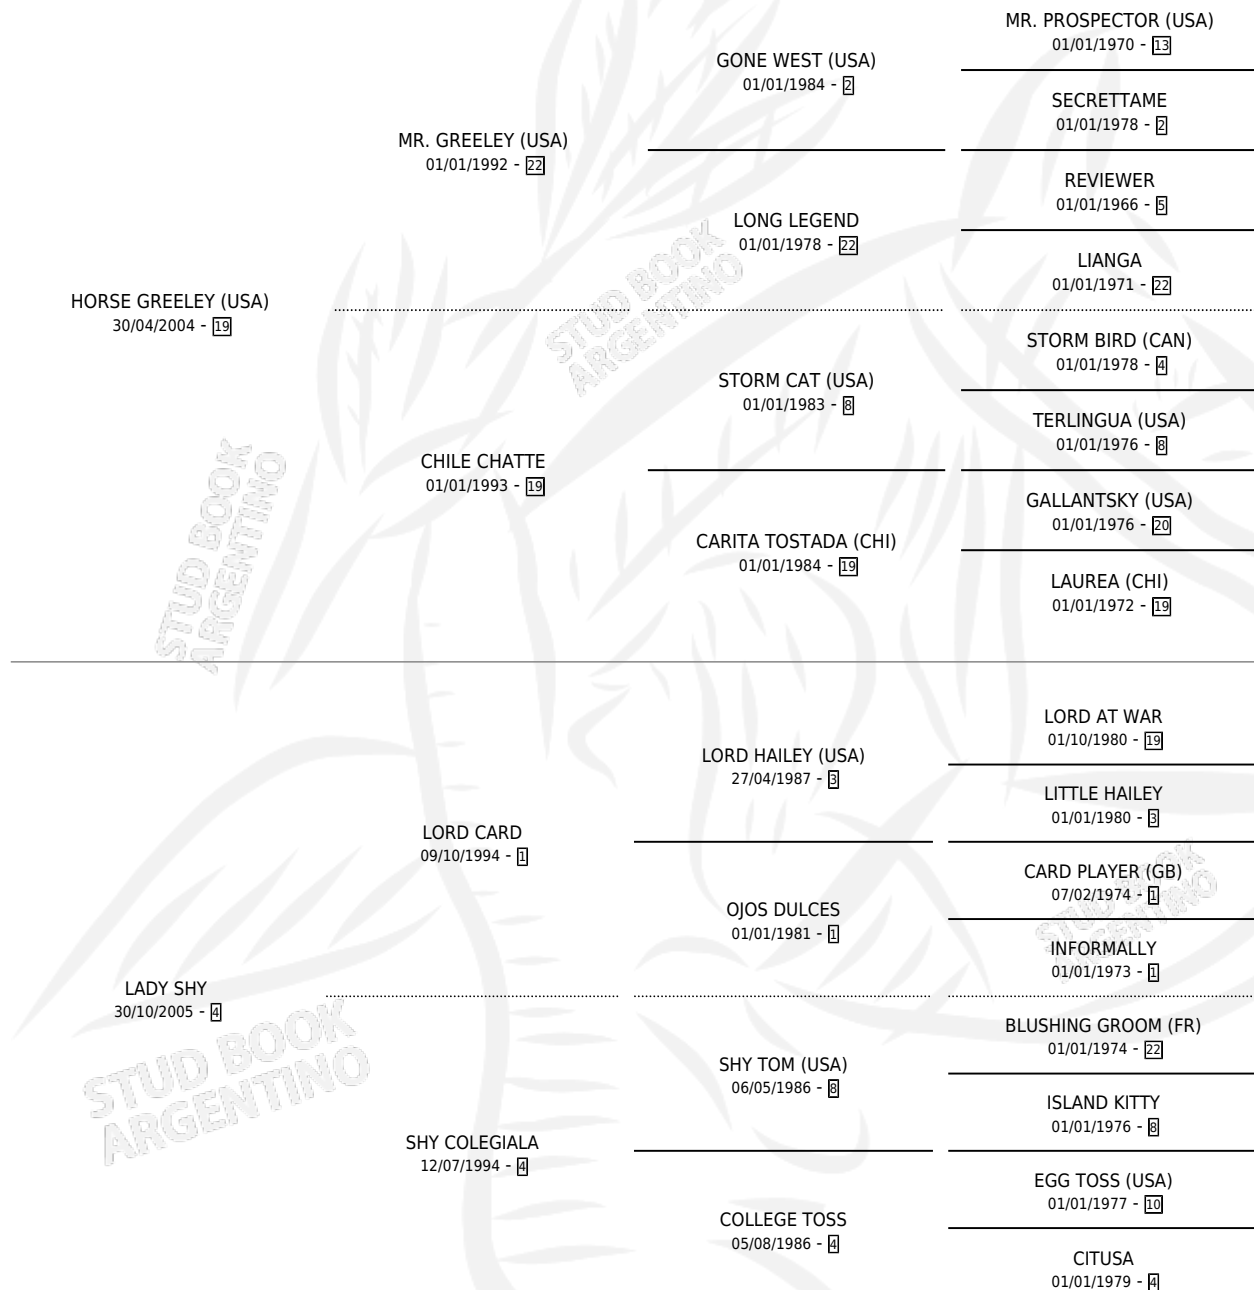 MR. PROSPECTOR (USA)
01/01/1970 - 13
GONE WEST (USA)
01/01/1984 - 2
SECRETTAME
01/01/1978 - 2
MR. GREELEY (USA)
01/01/1992 - 22
REVIEWER
01/01/1966 - 5
LONG LEGEND
01/01/1978 - 22
LIANGA
01/01/1971 - 22
HORSE GREELEY (USA)
30/04/2004 - 19
STORM BIRD (CAN)
01/01/1978 - 4
STORM CAT (USA)
01/01/1983 - 8
TERLINGUA (USA)
01/01/1976 - 8
CHILE CHATTE
01/01/1993 - 19
GALLANTSKY (USA)
01/01/1976 - 20
CARITA TOSTADA (CHI)
01/01/1984 - 19
LAUREA (CHI)
01/01/1972 - 19
STUD BOOK
ARGENTINO
STUD BOOK
ARGENTINO
LORD AT WAR
01/10/1980 - 19
LORD HAILEY (USA)
27/04/1987 - 3
LITTLE HAILEY
01/01/1980 - 3
LORD CARD
09/10/1994 - 1
CARD PLAYER (GB)
07/02/1974 - 1
OJOS DULCES
01/01/1981 - 1
INFORMALLY
01/01/1973 - 1
LADY SHY
30/10/2005 - 4
BLUSHING GROOM (FR)
01/01/1974 - 22
SHY TOM (USA)
06/05/1986 - 8
ISLAND KITTY
01/01/1976 - 8
SHY COLEGIALA
12/07/1994 - 4
EGG TOSS (USA)
01/01/1977 - 10
COLLEGE TOSS
05/08/1986 - 4
CITUSA
01/01/1979 - 4
STUD BOOK
ARGENTINO
STUD BOOK
ARGENTINO